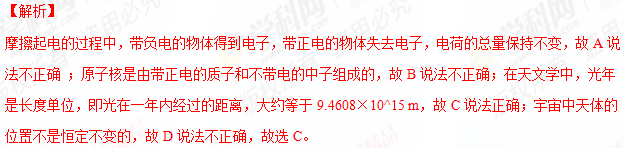 【解析】
摩擦起电的过程中，带负电的物体得到电子，带正电的物体失去电子，电荷的总量保持不变，故 A 说
法不正确 ；原子核是由带正电的质子和不带电的中子组成的，故 B 说法不正确；在天文学中，光年
是长度单位，即光在一年内经过的距离，大约等于 9.4608×10^15 m，故 C 说法正确；宇宙中天体的
位置不是恒定不变的，故 D 说法不正确，故选 C。